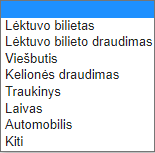 Lėktuvo bilietas
Lėktuvo bilieto draudimas
Viešbutis
Kelionės draudimas
Traukinys
Laivas
Automobilis
Kiti